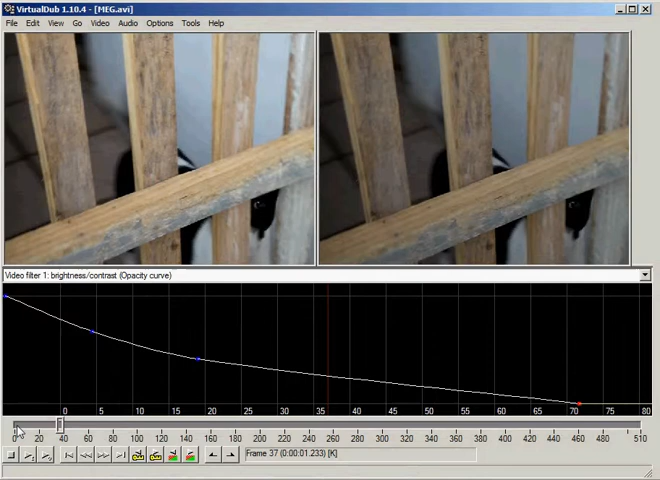 VirtualDub 1.10.4 - [MEG.avi]
File Edit View Go Video Audio Options Tools Help
Video filter 1: brightness/contrast (Opacity curve)
0 5 10 15 20 25 30 35 40 45 50 55 60 65 70 75 80
0 20 40 60 80 100 120 140 160 180 200 220 240 260 280 300 320 340 360 380 400 420 440 460 480 510
Frame 37 (0:00:01.233) [K]